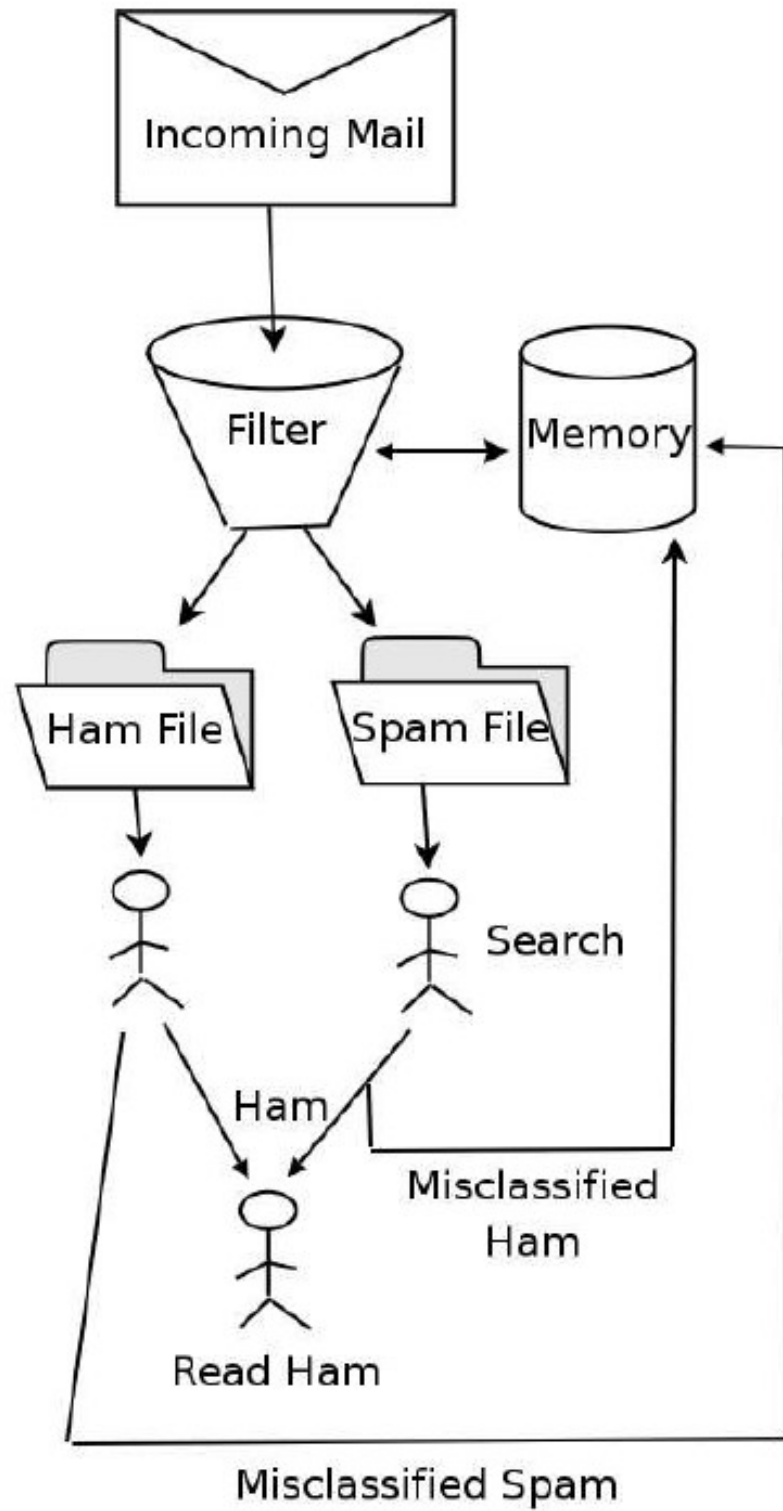 Incoming Mail
Filter
Memory
Ham File
Spam File
Search
Ham
Misclassified
Ham
Read Ham
Misclassified Spam